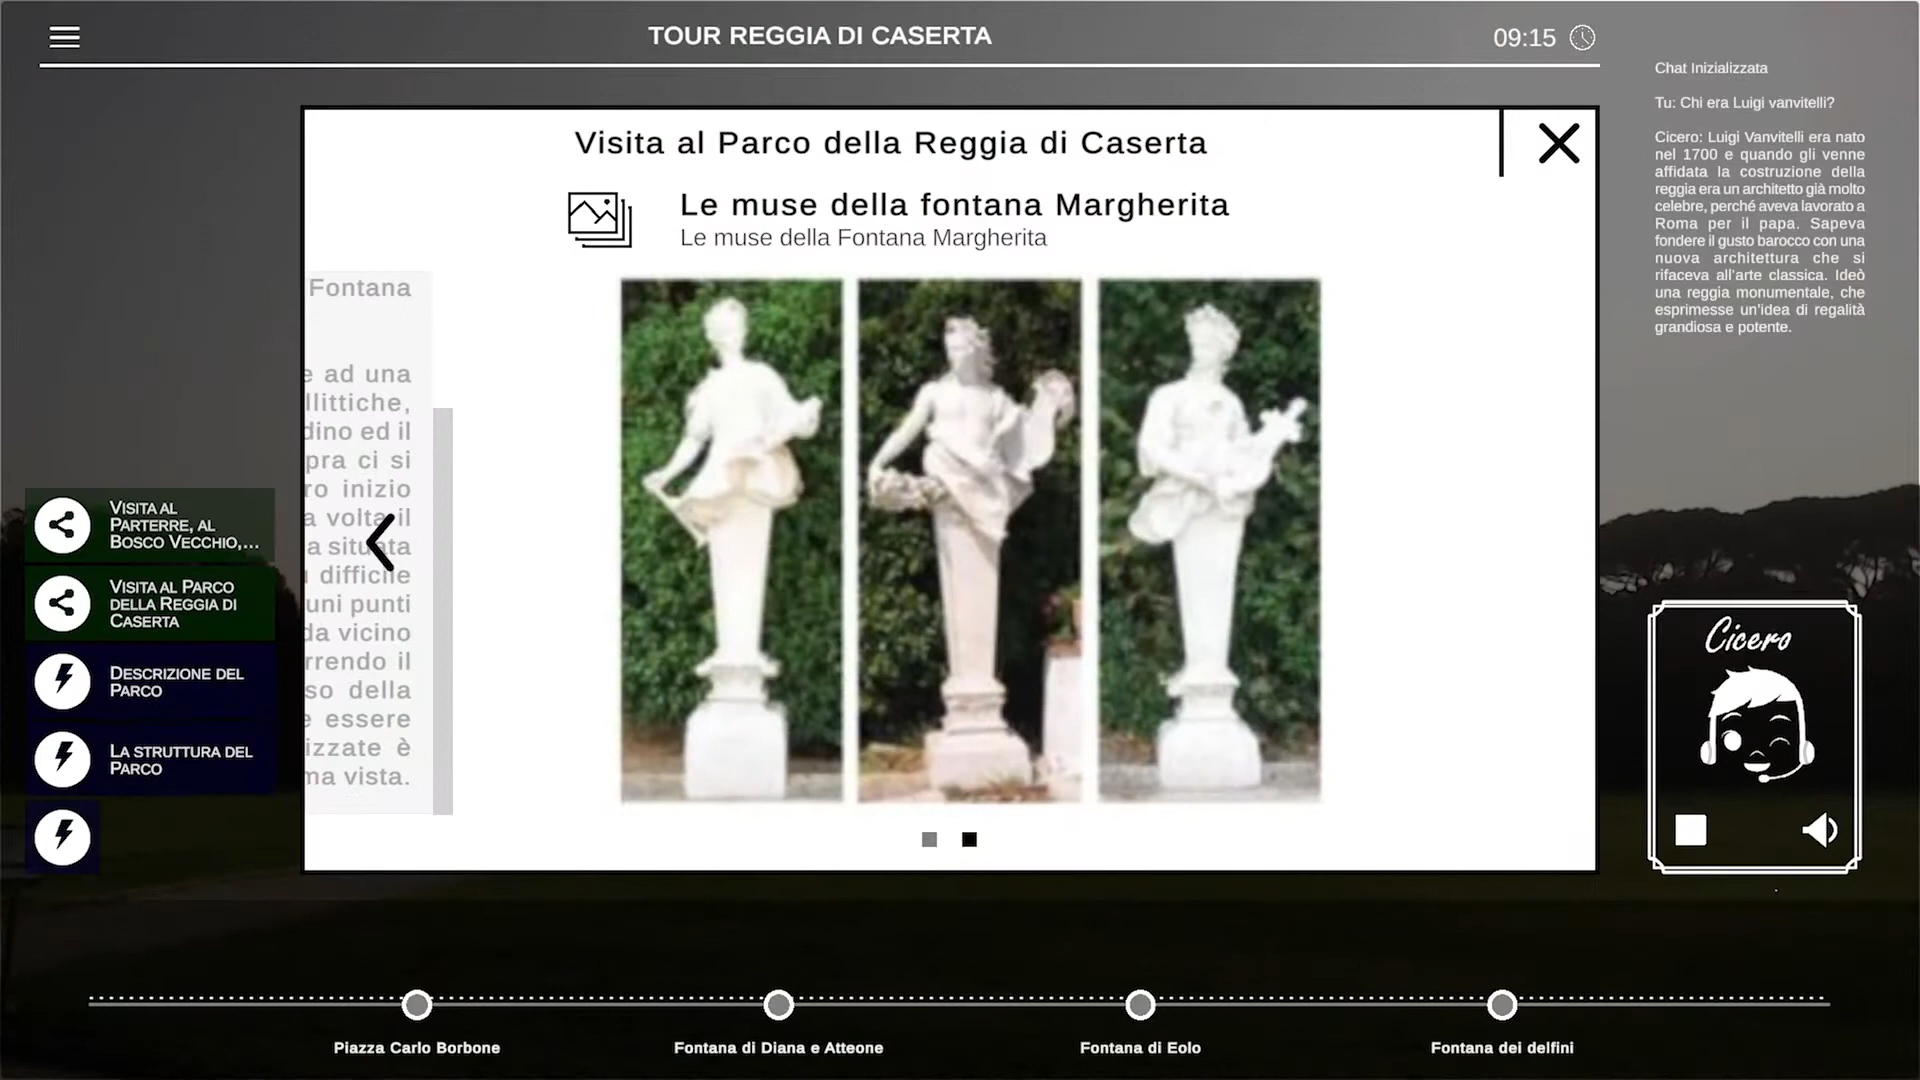 TOUR REGGIA DI CASERTA
09:15
Chat Inizializzata
Tu: Chi era Luigi vanvitelli?
Cicero: Luigi Vanvitelli era nato
nel 1700 e quando gli venne
affidata la costruzione della
reggia era un architetto già molto
celebre, perché aveva lavorato a
Roma per il papa. Sapeva
fondere il gusto barocco con una
nuova architettura che si
rifaceva all'arte classica. Ideò
una reggia monumentale, che
esprimesse un'idea di regalità
grandiosa e potente.
Visita al Parco della Reggia di Caserta
Le muse della fontana Margherita
Le muse della Fontana Margherita
Fontana
e ad una
llittiche,
dino ed il
pra ci si
ro inizio
a volta il
a situata
difficile
uni punti
da vicino
rrendo il
so della
e essere
izzate è
ma vista.
VISITA AL
PARTERRE, AL
BOSCO VECCHIO,...
VISITA AL PARCO
DELLA REGGIA DI
CASERTA
DESCRIZIONE DEL
PARCO
LA STRUTTURA DEL
PARCO
Cicero
Piazza Carlo Borbone
Fontana di Diana e Atteone
Fontana di Eolo
Fontana dei delfini